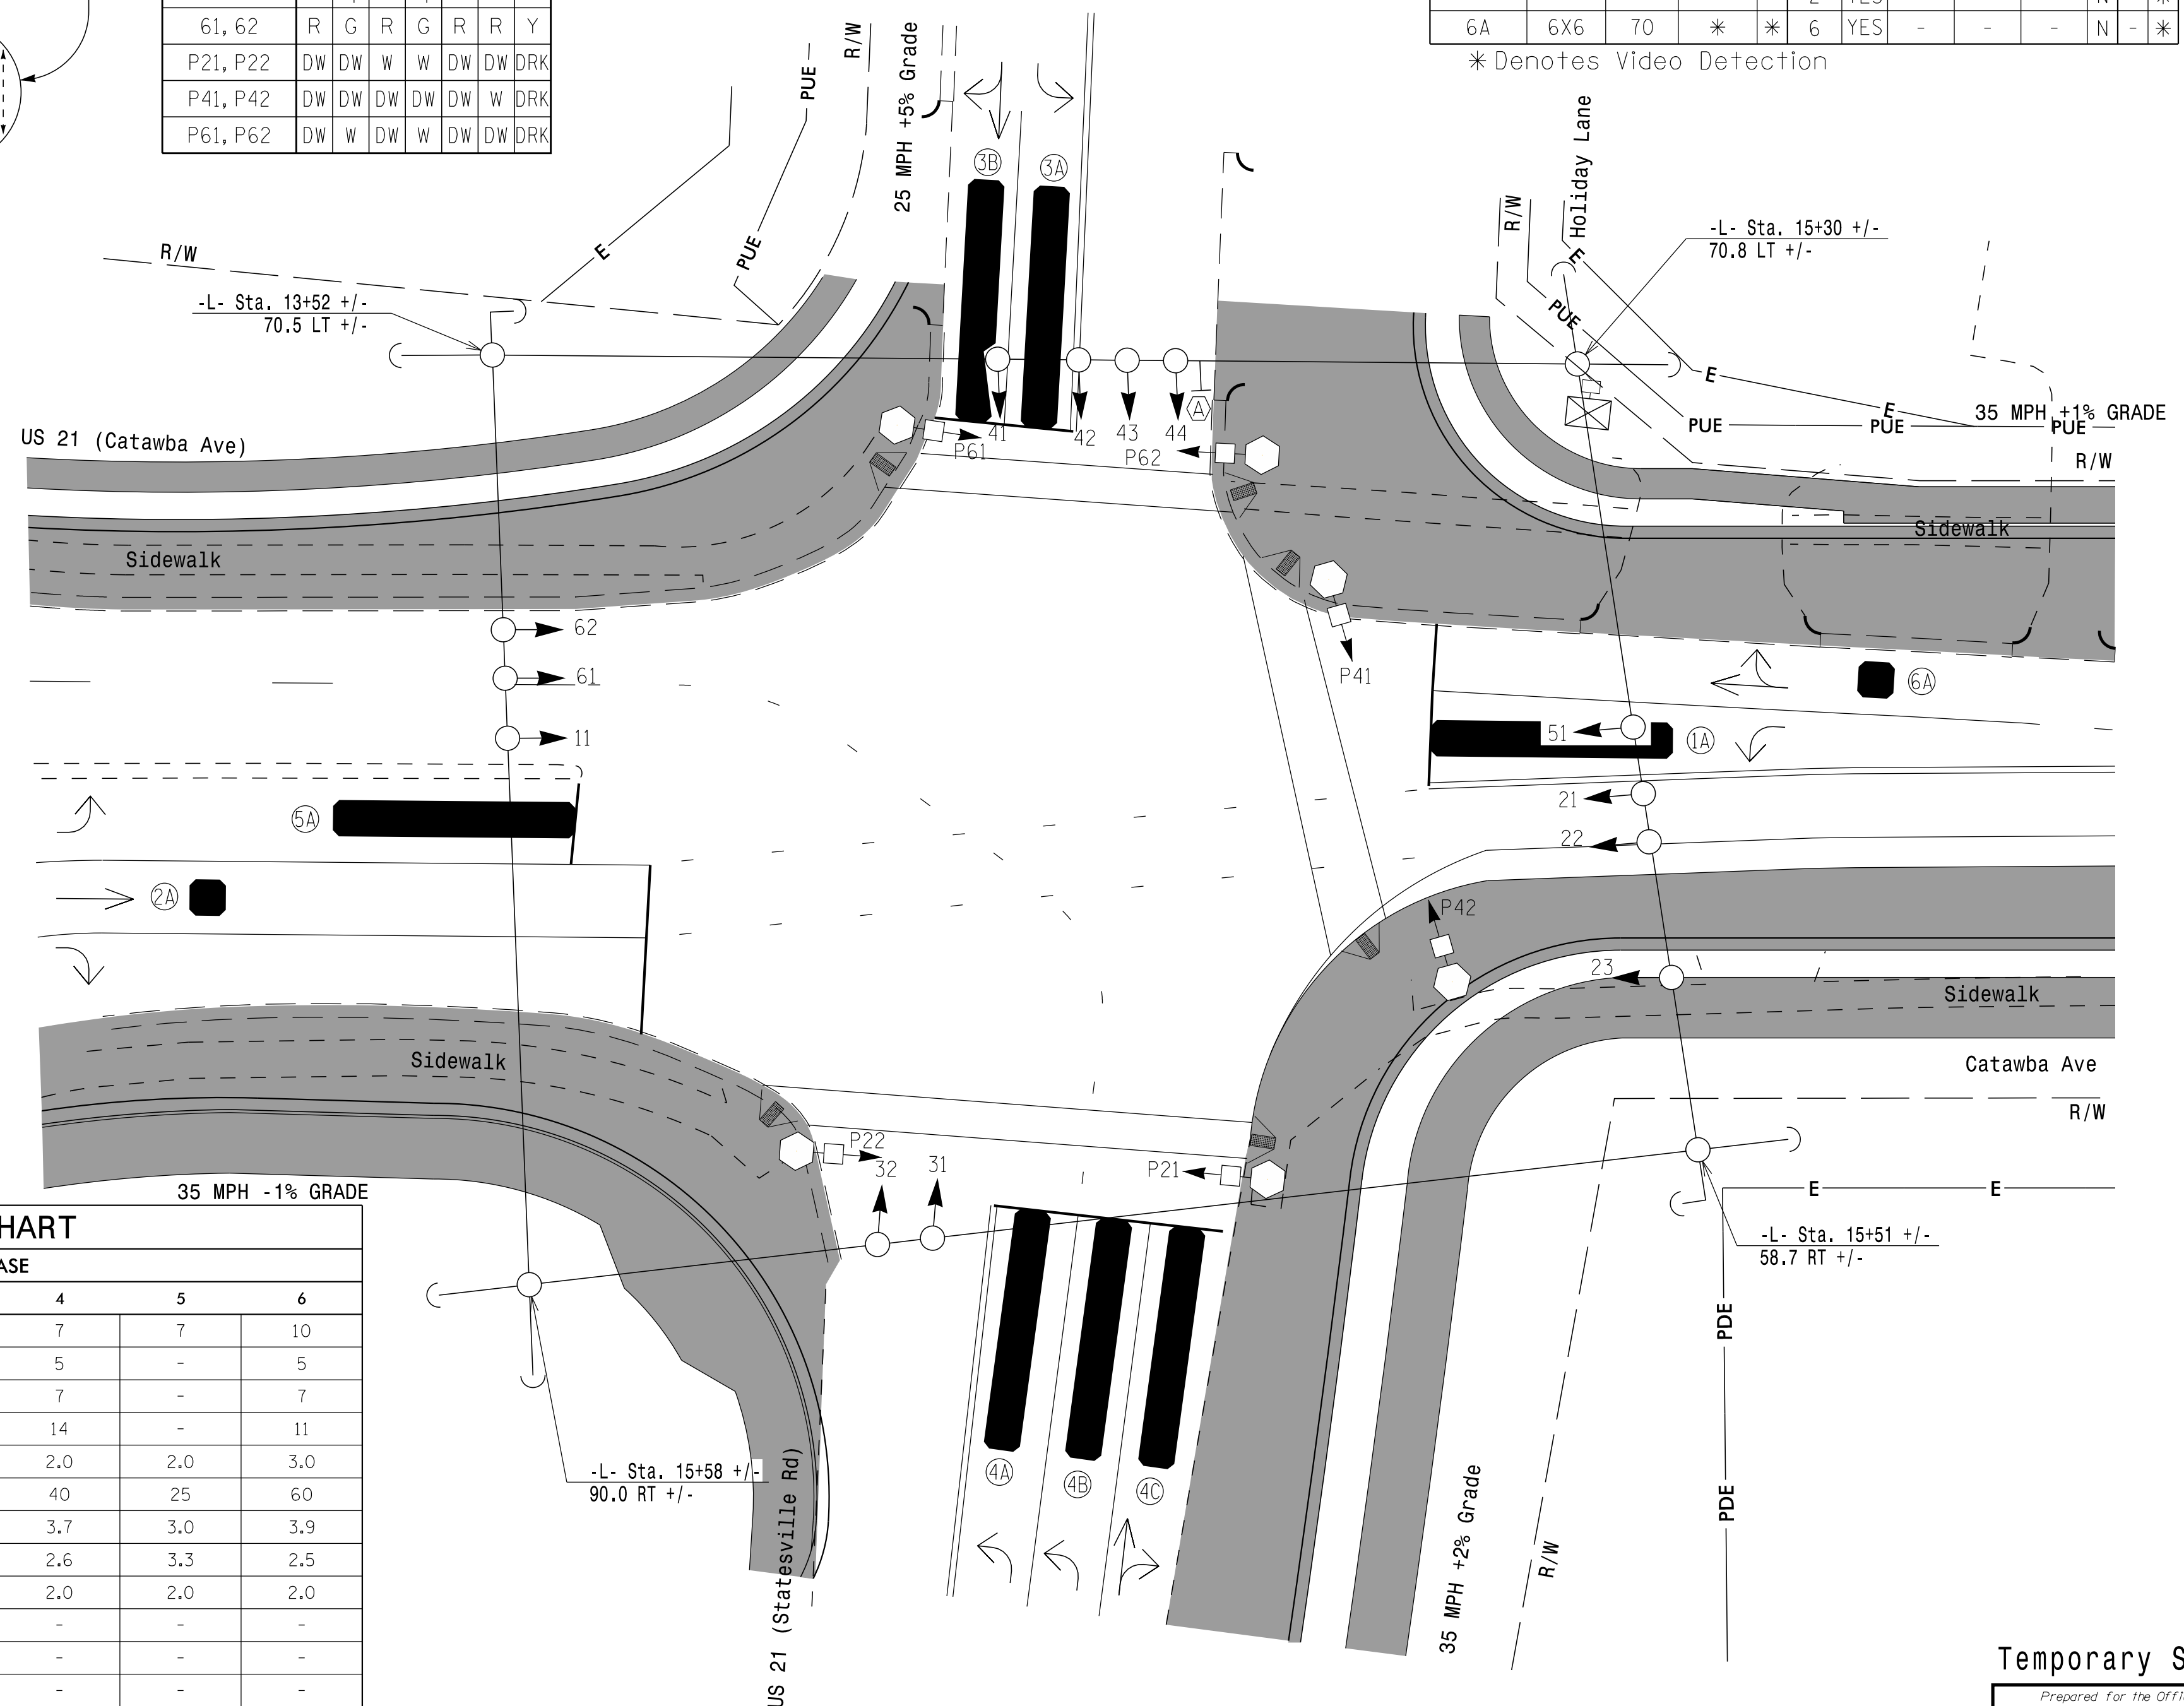 61, 62 R G R G R R Y
P21, P22 DW DW W W DW DW DRK
P41, P42 DW DW DW DW DW W DRK
P61, P62 DW W DW W DW DW DRK
2 YES N *
6A 6X6 70 * * 6 YES - - - N - *
* Denotes Video Detection
R/W
PUE
25 MPH +5% Grade
3B
3A
Holiday Lane
R/W
E
PUE
R/W
E
PUE
-L- Sta. 15+30 +/-
70.8 LT +/-
-L- Sta. 13+52 +/-
70.5 LT +/-
E
PUE
E
PUE
PUE
35 MPH +1% GRADE
R/W
US 21 (Catawba Ave)
41
42
43
44
A
P61
P62
Sidewalk
Sidewalk
62
61
11
P41
6A
51
1A
21
22
5A
2A
P42
23
Sidewalk
Sidewalk
Catawba Ave
R/W
P22
32
31
P21
35 MPH -1% GRADE
E
E
-L- Sta. 15+51 +/-
58.7 RT +/-
PDE
PDE
HART
ASE
4 5 6
7 7 10
5 - 5
7 - 7
14 - 11
2.0 2.0 3.0
40 25 60
3.7 3.0 3.9
2.6 3.3 2.5
2.0 2.0 2.0
- - -
- - -
- - -
-L- Sta. 15+58 +/-
90.0 RT +/-
US 21 (Statesville Rd)
4A
4B
4C
35 MPH +2% Grade
R/W
Temporary S
Prepared for the Offi